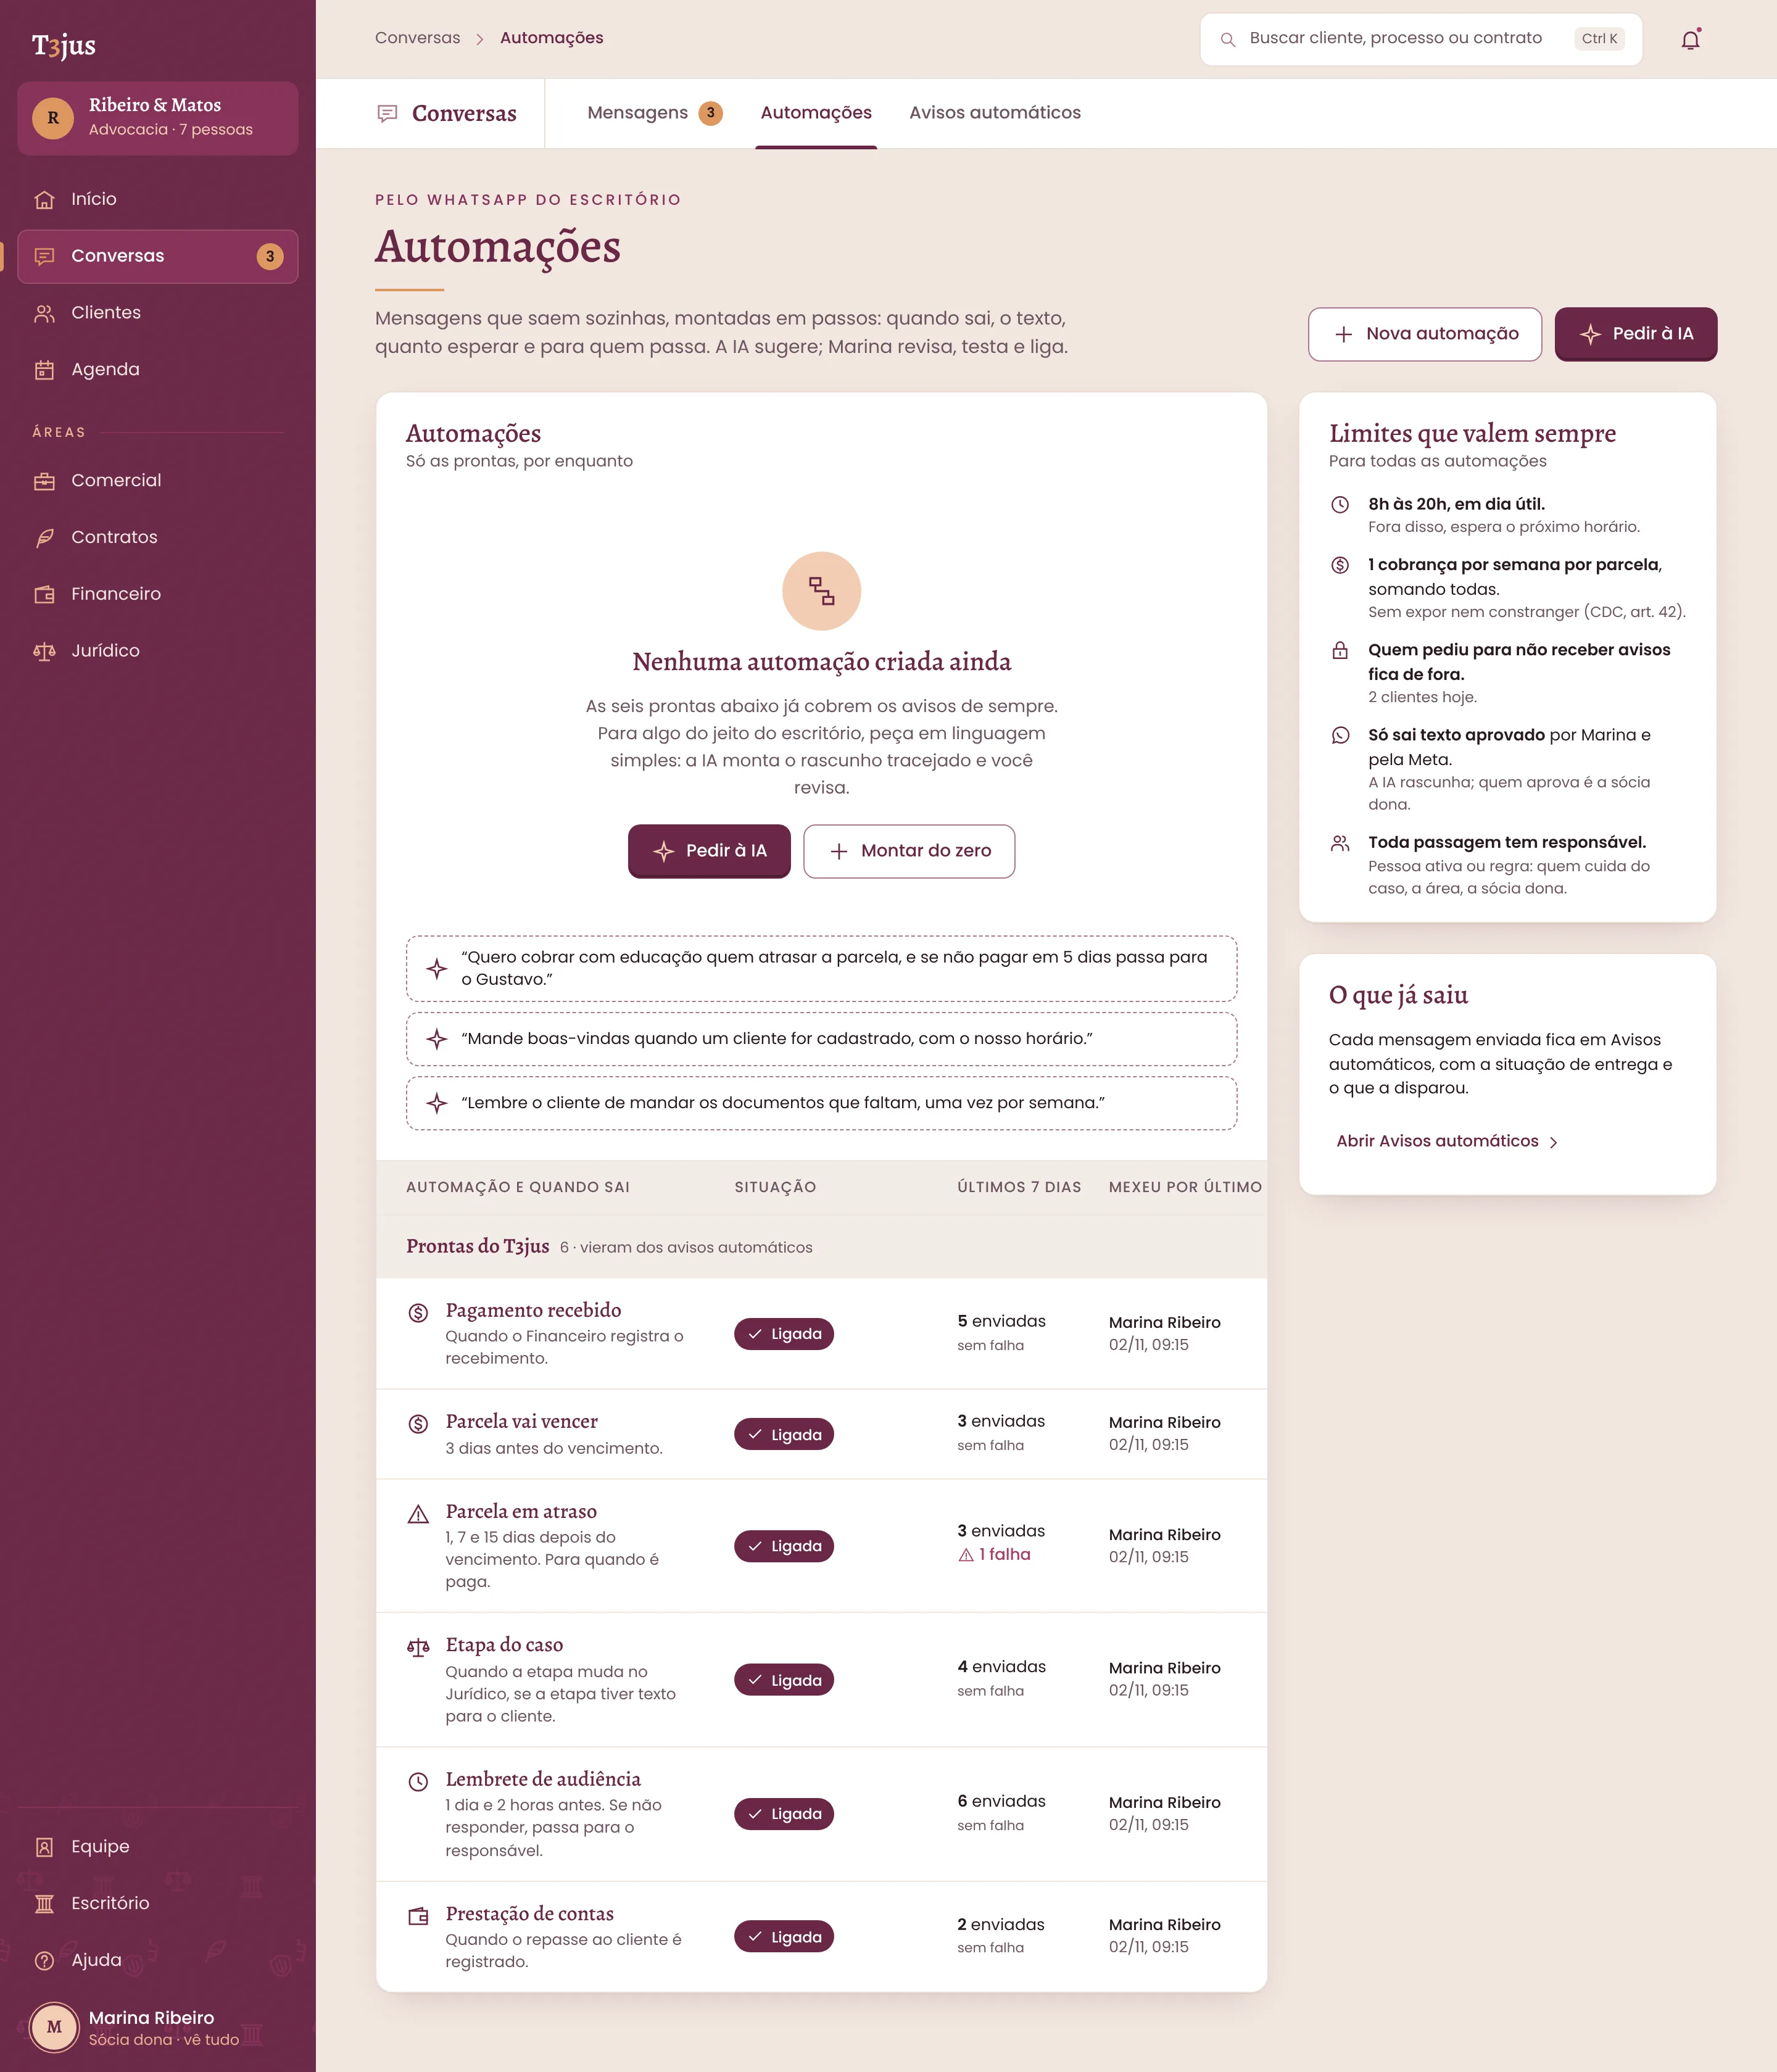 T3jus
R
Ribeiro & Matos
Advocacia · 7 pessoas
Início
Conversas
3
Clientes
Agenda
ÁREAS
Comercial
Contratos
Financeiro
Jurídico
Equipe
Escritório
Ajuda
M
Marina Ribeiro
Sócia dona · vê tudo
Conversas
Automações
Buscar cliente, processo ou contrato
Ctrl K
Conversas
Mensagens 3
Automações
Avisos automáticos
PELO WHATSAPP DO ESCRITÓRIO
Automações
Mensagens que saem sozinhas, montadas em passos: quando sai, o texto,
quanto esperar e para quem passa. A IA sugere; Marina revisa, testa e liga.
Nova automação
Pedir à IA
Automações
Só as prontas, por enquanto
Nenhuma automação criada ainda
As seis prontas abaixo já cobrem os avisos de sempre.
Para algo do jeito do escritório, peça em linguagem
simples: a IA monta o rascunho tracejado e você
revisa.
Pedir à IA
Montar do zero
“Quero cobrar com educação quem atrasar a parcela, e se não pagar em 5 dias passa para
o Gustavo.”
“Mande boas-vindas quando um cliente for cadastrado, com o nosso horário.”
“Lembre o cliente de mandar os documentos que faltam, uma vez por semana.”
AUTOMAÇÃO E QUANDO SAI
SITUAÇÃO
ÚLTIMOS 7 DIAS
MEXEU POR ÚLTIMO
Prontas do T3jus 6 · vieram dos avisos automáticos
Pagamento recebido
Quando o Financeiro registra o
recebimento.
Ligada
5 enviadas
sem falha
Marina Ribeiro
02/11, 09:15
Parcela vai vencer
3 dias antes do vencimento.
Ligada
3 enviadas
sem falha
Marina Ribeiro
02/11, 09:15
Parcela em atraso
1, 7 e 15 dias depois do
vencimento. Para quando é
paga.
Ligada
3 enviadas
1 falha
Marina Ribeiro
02/11, 09:15
Etapa do caso
Quando a etapa muda no
Jurídico, se a etapa tiver texto
para o cliente.
Ligada
4 enviadas
sem falha
Marina Ribeiro
02/11, 09:15
Lembrete de audiência
1 dia e 2 horas antes. Se não
responder, passa para o
responsável.
Ligada
6 enviadas
sem falha
Marina Ribeiro
02/11, 09:15
Prestação de contas
Quando o repasse ao cliente é
registrado.
Ligada
2 enviadas
sem falha
Marina Ribeiro
02/11, 09:15
Limites que valem sempre
Para todas as automações
8h às 20h, em dia útil.
Fora disso, espera o próximo horário.
1 cobrança por semana por parcela,
somando todas.
Sem expor nem constranger (CDC, art. 42).
Quem pediu para não receber avisos
fica de fora.
2 clientes hoje.
Só sai texto aprovado por Marina e
pela Meta.
A IA rascunha; quem aprova é a sócia
dona.
Toda passagem tem responsável.
Pessoa ativa ou regra: quem cuida do
caso, a área, a sócia dona.
O que já saiu
Cada mensagem enviada fica em Avisos
automáticos, com a situação de entrega e
o que a disparou.
Abrir Avisos automáticos